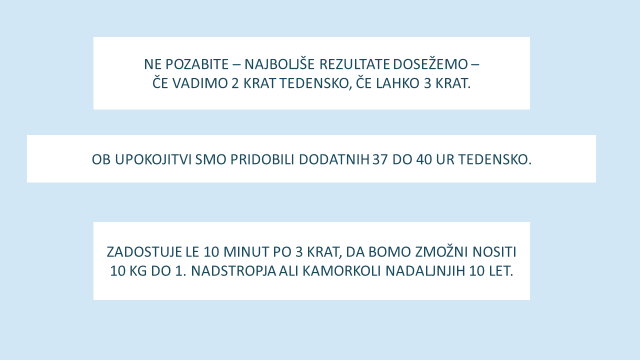 NE POZABITE – NAJBOLJŠE REZULTATE DOSEŽEMO –
ČE VADIMO 2 KRAT TEDENSKO, ČE LAHKO 3 KRAT.
OB UPOKOJITVI SMO PRIDOBILI DODATNIH 37 DO 40 UR TEDENSKO.
ZADOSTUJE LE 10 MINUT PO 3 KRAT, DA BOMO ZMOŽNI NOSITI
10 KG DO 1. NADSTROPJA ALI KAMORKOLI NADALJNJIH 10 LET.